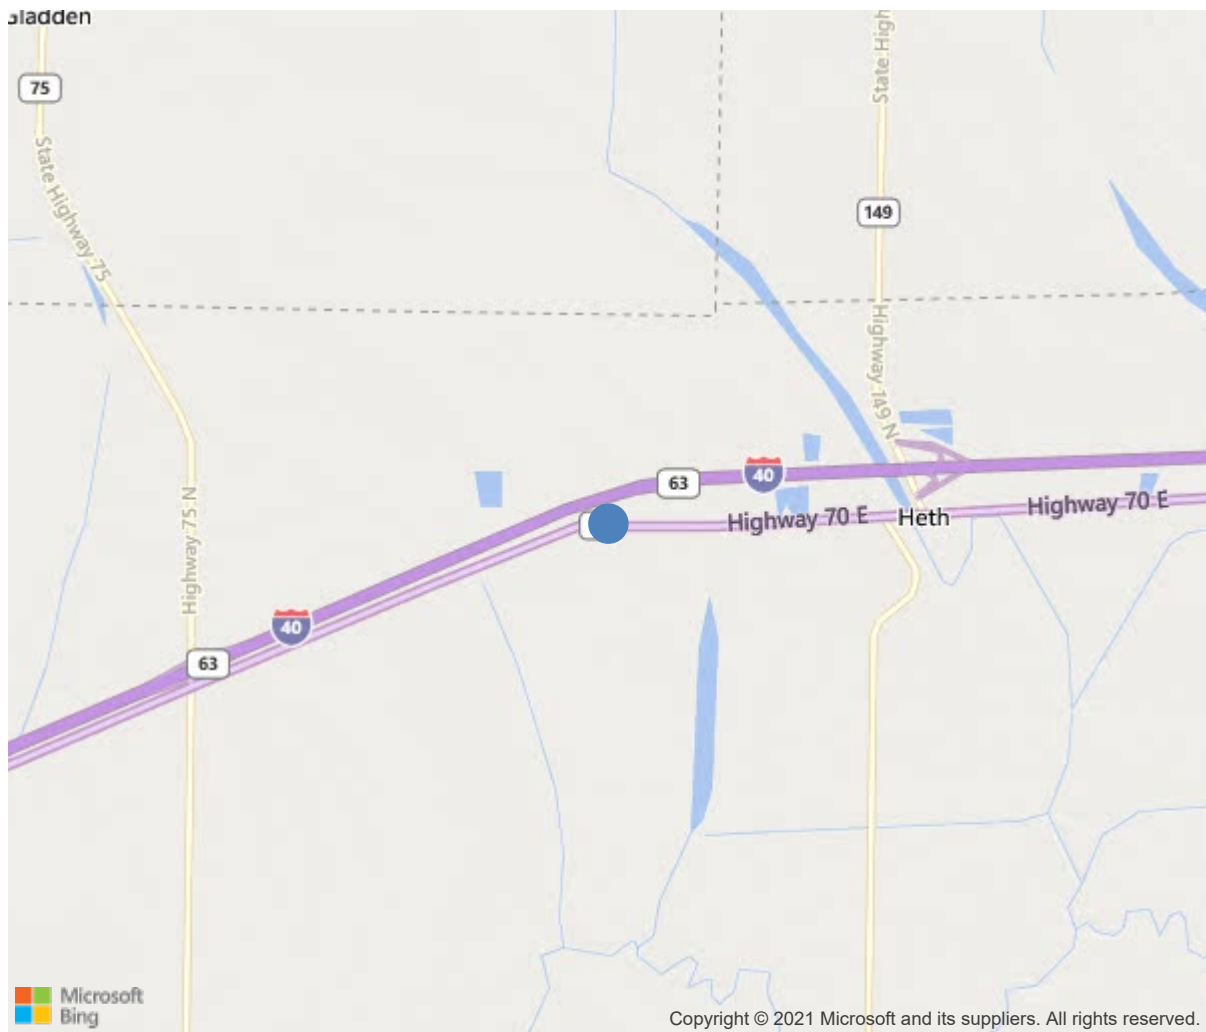 Gladden
75
State Highway 75
State High
149
Highway 149 N
Highway 75 N
63
40
Highway 70 E
Heth
Highway 70 E
40
63
Microsoft
Bing
Copyright © 2021 Microsoft and its suppliers. All rights reserved.